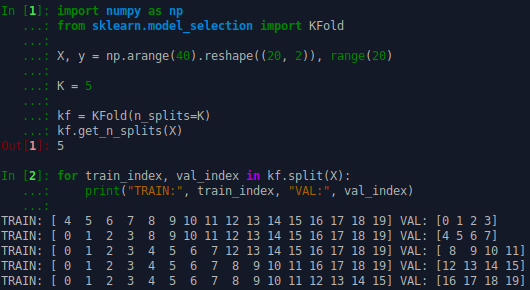 In [1]: import numpy as np
   ...: from sklearn.model_selection import KFold
   ...:
   ...: X, y = np.arange(40).reshape((20, 2)), range(20)
   ...:
   ...: K = 5
   ...:
   ...: kf = KFold(n_splits=K)
   ...: kf.get_n_splits(X)
Out[1]: 5
In [2]: for train_index, val_index in kf.split(X):
   ...:     print("TRAIN:", train_index, "VAL:", val_index)
   ...:
TRAIN: [ 4  5  6  7  8  9 10 11 12 13 14 15 16 17 18 19] VAL: [0 1 2 3]
TRAIN: [ 0  1  2  3  8  9 10 11 12 13 14 15 16 17 18 19] VAL: [4 5 6 7]
TRAIN: [ 0  1  2  3  4  5  6  7 12 13 14 15 16 17 18 19] VAL: [ 8  9 10 11]
TRAIN: [ 0  1  2  3  4  5  6  7  8  9 10 11 16 17 18 19] VAL: [12 13 14 15]
TRAIN: [ 0  1  2  3  4  5  6  7  8  9 10 11 12 13 14 15] VAL: [16 17 18 19]